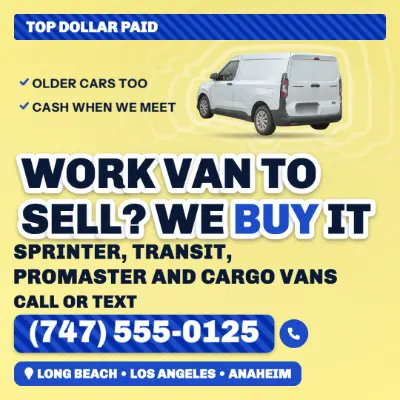 TOP DOLLAR PAID
OLDER CARS TOO
CASH WHEN WE MEET
WORK VAN TO
SELL? WE BUY IT
SPRINTER, TRANSIT,
PROMASTER AND CARGO VANS
CALL OR TEXT
(747) 555-0125
LONG BEACH • LOS ANGELES • ANAHEIM